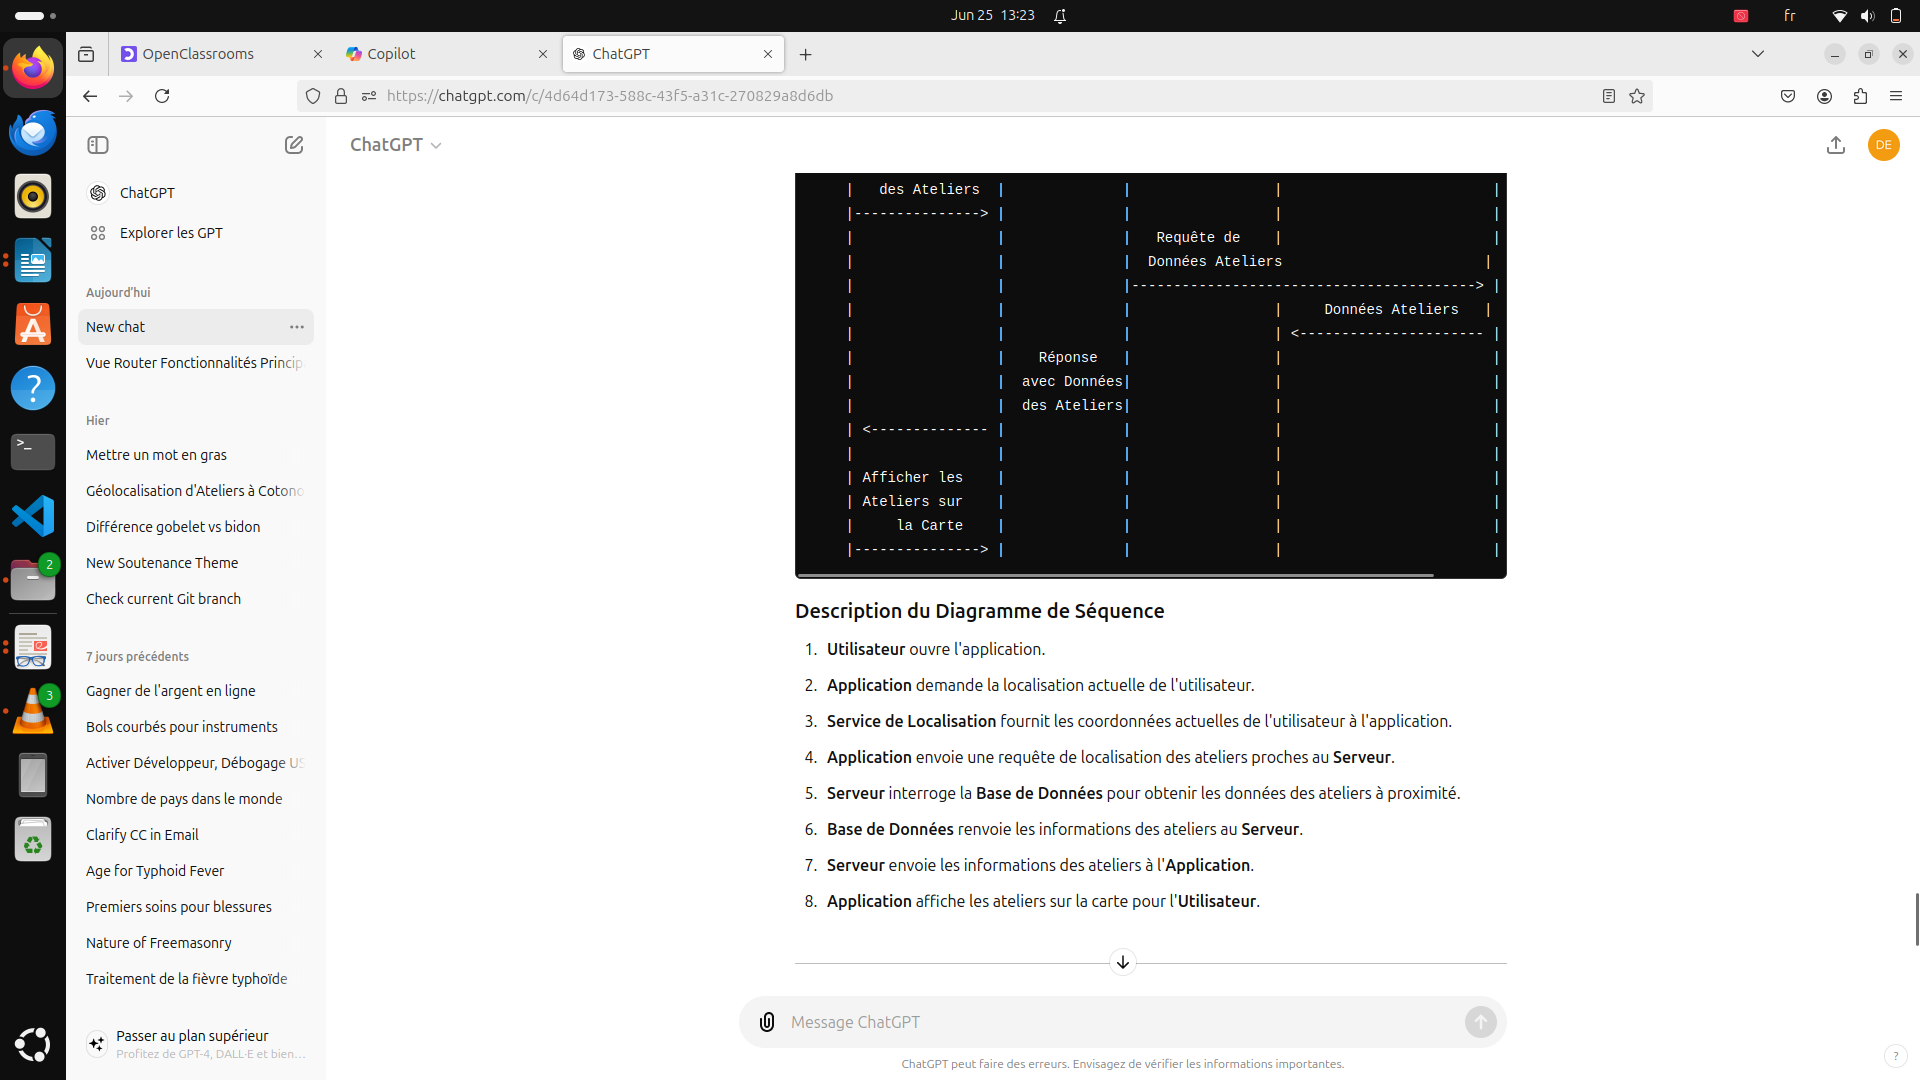 Jun 25 13:23
fr
OpenClassrooms
Copilot
ChatGPT
https://chatgpt.com/c/4d64d173-588c-43f5-a31c-270829a8d6db
ChatGPT
DE
ChatGPT
Explorer les GPT
Aujourd'hui
New chat
Vue Router Fonctionnalités Princip
Hier
Mettre un mot en gras
Géolocalisation d'Ateliers à Cotono
Différence gobelet vs bidon
New Soutenance Theme
Check current Git branch
7 jours précédents
Gagner de l'argent en ligne
Bols courbés pour instruments
Activer Développeur, Débogage US
Nombre de pays dans le monde
Clarify CC in Email
Age for Typhoid Fever
Premiers soins pour blessures
Nature of Freemasonry
Traitement de la fièvre typhoïde
Passer au plan supérieur
Profitez de GPT-4, DALL·E et bien…
2
3
|   des Ateliers  |              |                 |                         |
|---------------> |              |                 |                         |
|                 |              |   Requête de    |                         |
|                 |              |  Données Ateliers                        |
|                 |              |-----------------------------------------> |
|                 |              |                 |     Données Ateliers   |
|                 |              |                 | <---------------------- |
|                 |    Réponse   |                 |                         |
|                 |  avec Données|                 |                         |
|                 |  des Ateliers|                 |                         |
| <-------------- |              |                 |                         |
|                 |              |                 |                         |
| Afficher les    |              |                 |                         |
| Ateliers sur    |              |                 |                         |
|     la Carte    |              |                 |                         |
|---------------> |              |                 |                         |
Description du Diagramme de Séquence
1. Utilisateur ouvre l'application.
2. Application demande la localisation actuelle de l'utilisateur.
3. Service de Localisation fournit les coordonnées actuelles de l'utilisateur à l'application.
4. Application envoie une requête de localisation des ateliers proches au Serveur.
5. Serveur interroge la Base de Données pour obtenir les données des ateliers à proximité.
6. Base de Données renvoie les informations des ateliers au Serveur.
7. Serveur envoie les informations des ateliers à l'Application.
8. Application affiche les ateliers sur la carte pour l'Utilisateur.
Message ChatGPT
ChatGPT peut faire des erreurs. Envisagez de vérifier les informations importantes.
?